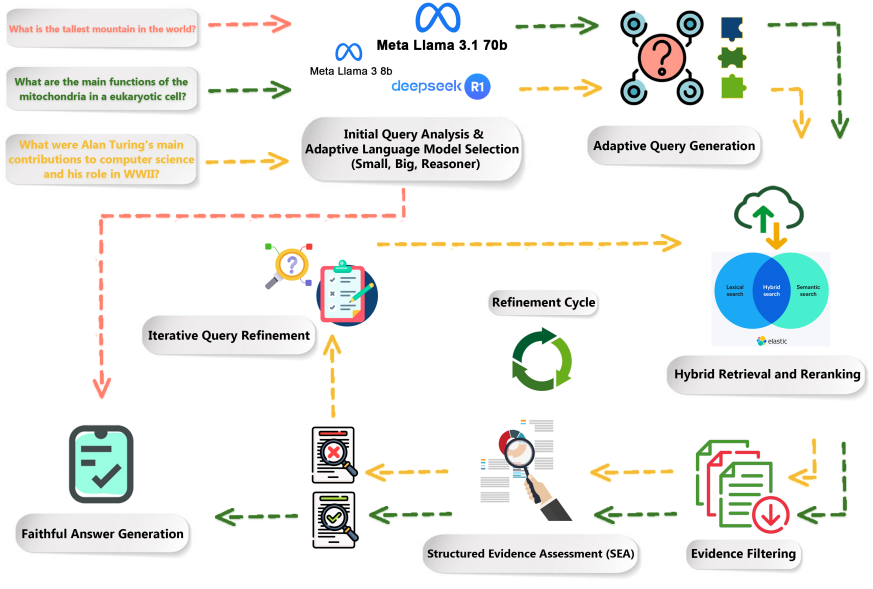 What is the tallest mountain in the world?
What are the main functions of the
mitochondria in a eukaryotic cell?
What were Alan Turing's main
contributions to computer science
and his role in WWII?
Meta Llama 3.1 70b
Meta Llama 3 8b
deepseek R1
Initial Query Analysis &
Adaptive Language Model Selection
(Small, Big, Reasoner)
?
Adaptive Query Generation
Lexical
search
Hybrid
search
Semantic
search
elastic
Hybrid Retrieval and Reranking
?
Iterative Query Refinement
Refinement Cycle
Faithful Answer Generation
Structured Evidence Assessment (SEA)
Evidence Filtering